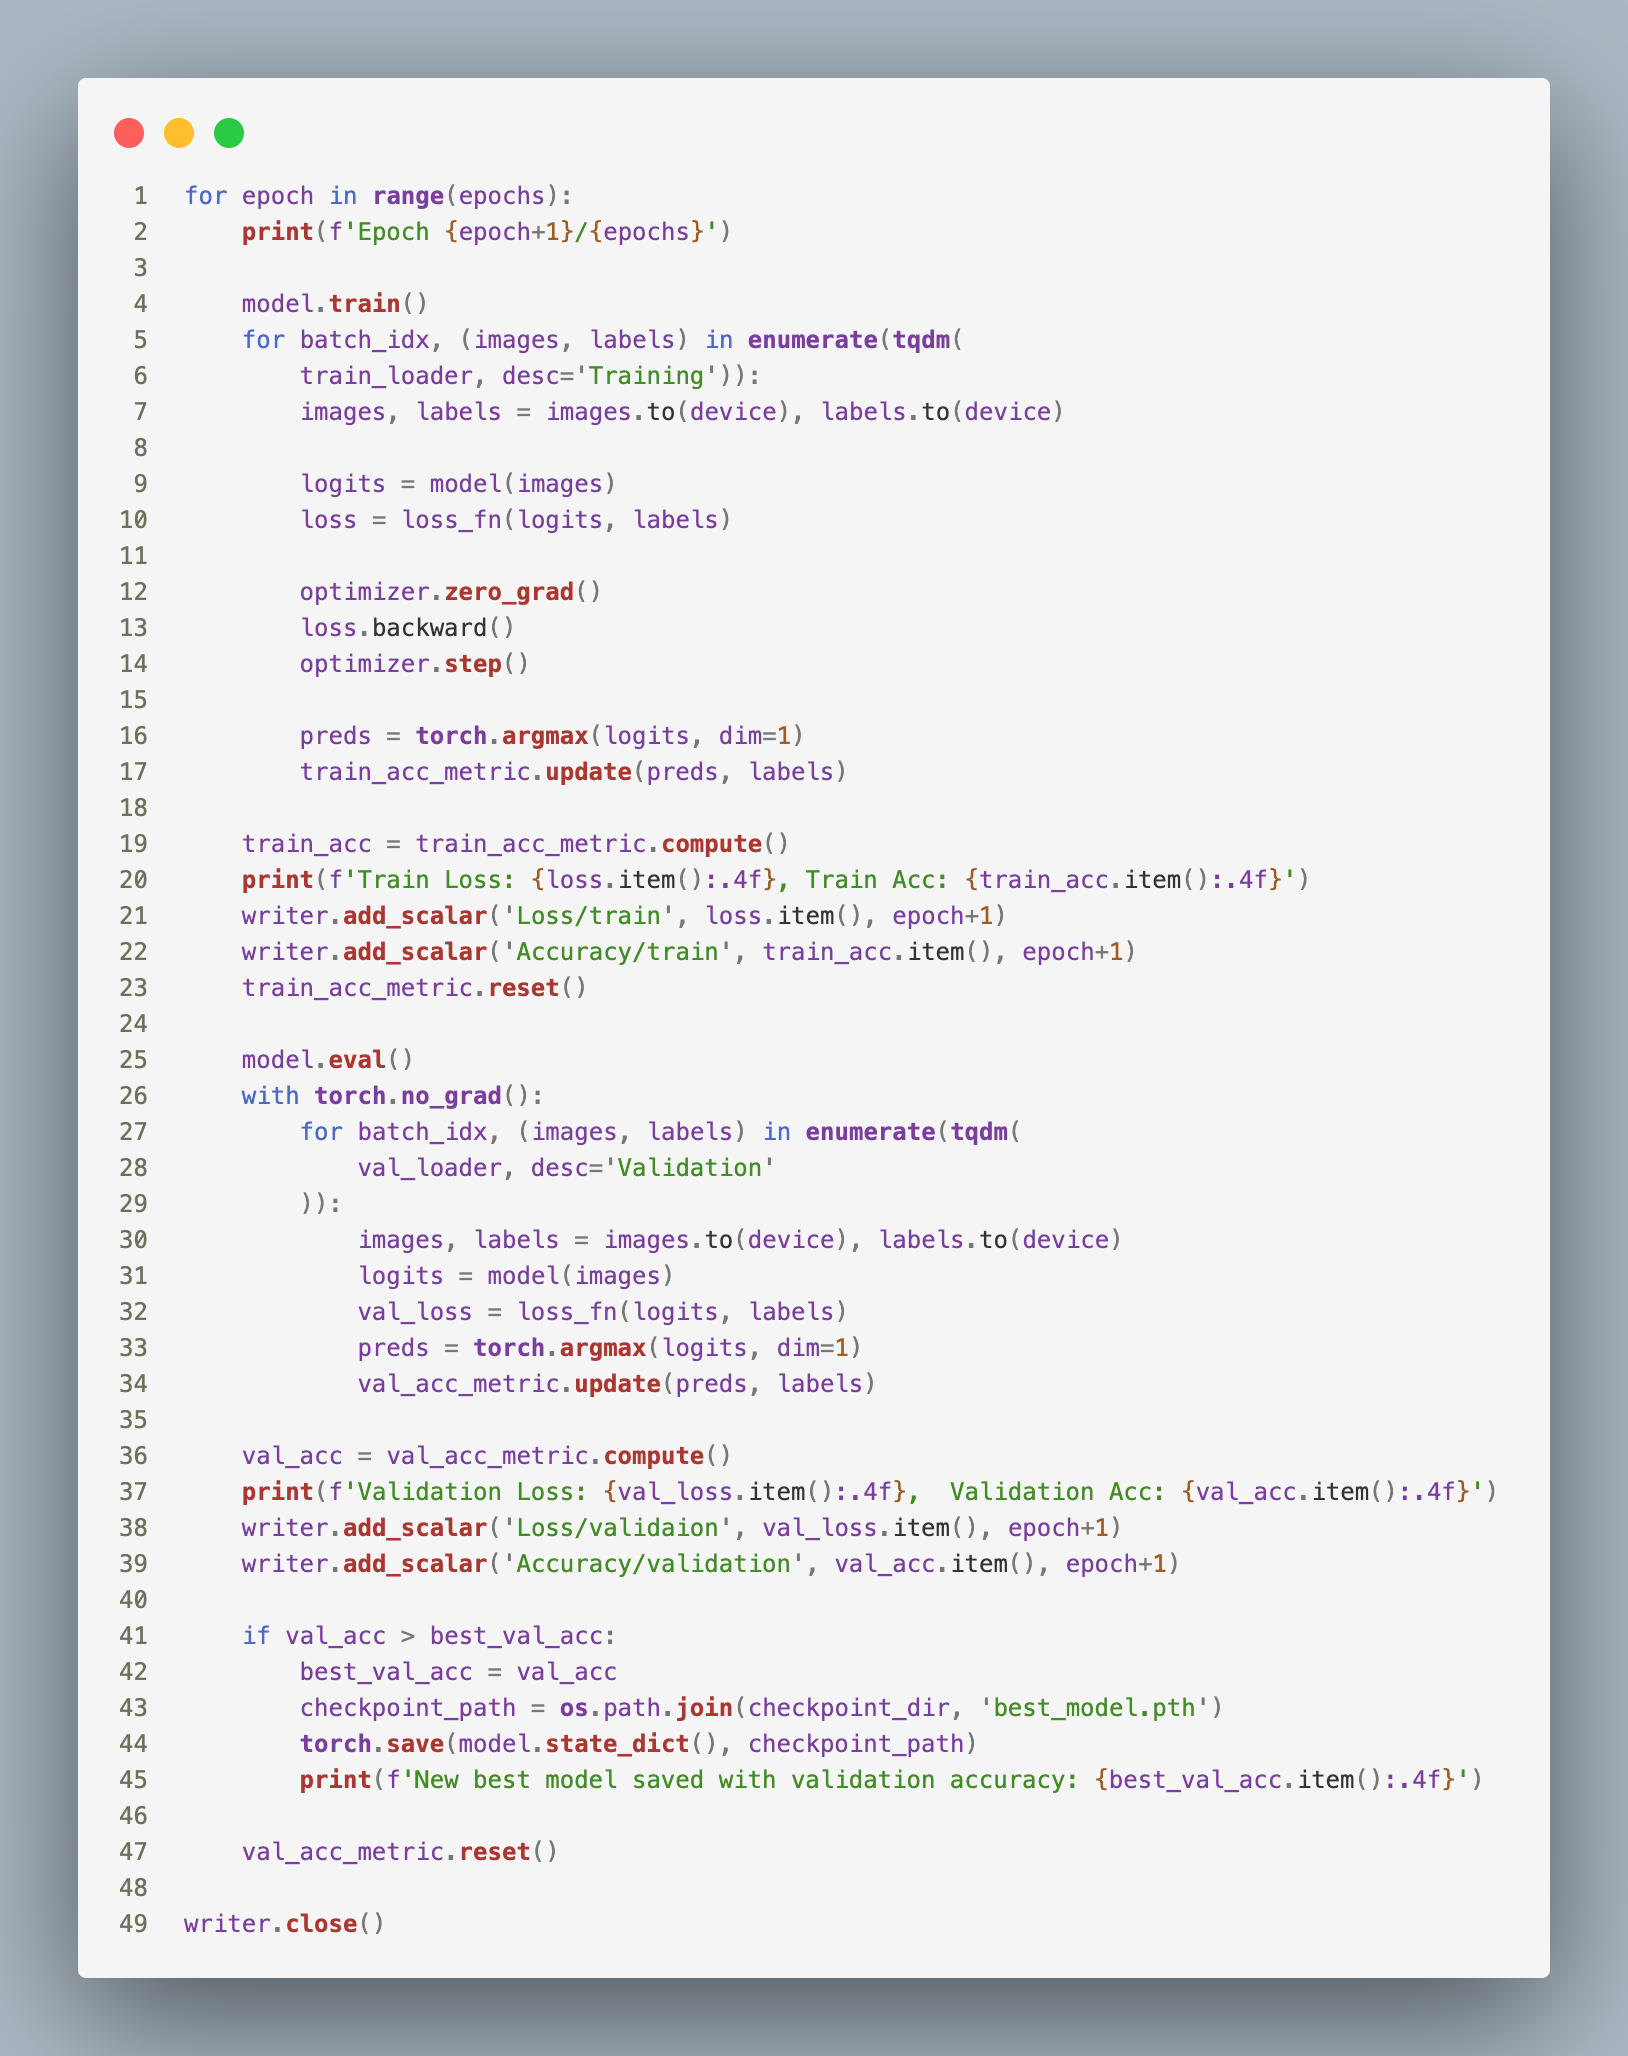 1 for epoch in range(epochs):
2     print(f'Epoch {epoch+1}/{epochs}')
3
4     model.train()
5     for batch_idx, (images, labels) in enumerate(tqdm(
6         train_loader, desc='Training')):
7         images, labels = images.to(device), labels.to(device)
8
9         logits = model(images)
10         loss = loss_fn(logits, labels)
11
12         optimizer.zero_grad()
13         loss.backward()
14         optimizer.step()
15
16         preds = torch.argmax(logits, dim=1)
17         train_acc_metric.update(preds, labels)
18
19     train_acc = train_acc_metric.compute()
20     print(f'Train Loss: {loss.item():.4f}, Train Acc: {train_acc.item():.4f}')
21     writer.add_scalar('Loss/train', loss.item(), epoch+1)
22     writer.add_scalar('Accuracy/train', train_acc.item(), epoch+1)
23     train_acc_metric.reset()
24
25     model.eval()
26     with torch.no_grad():
27         for batch_idx, (images, labels) in enumerate(tqdm(
28             val_loader, desc='Validation'
29         )):
30             images, labels = images.to(device), labels.to(device)
31             logits = model(images)
32             val_loss = loss_fn(logits, labels)
33             preds = torch.argmax(logits, dim=1)
34             val_acc_metric.update(preds, labels)
35
36     val_acc = val_acc_metric.compute()
37     print(f'Validation Loss: {val_loss.item():.4f},  Validation Acc: {val_acc.item():.4f}')
38     writer.add_scalar('Loss/validaion', val_loss.item(), epoch+1)
39     writer.add_scalar('Accuracy/validation', val_acc.item(), epoch+1)
40
41     if val_acc > best_val_acc:
42         best_val_acc = val_acc
43         checkpoint_path = os.path.join(checkpoint_dir, 'best_model.pth')
44         torch.save(model.state_dict(), checkpoint_path)
45         print(f'New best model saved with validation accuracy: {best_val_acc.item():.4f}')
46
47     val_acc_metric.reset()
48
49 writer.close()